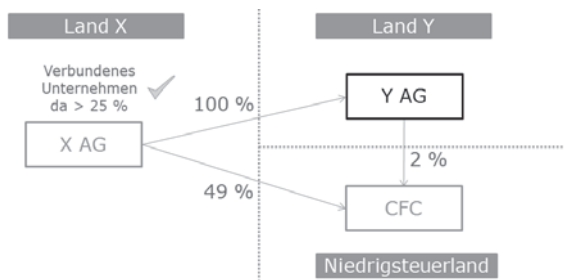 Land X
Land Y
Verbundenes
Unternehmen
da > 25 %
100 %
Y AG
X AG
2 %
49 %
CFC
Niedrigsteuerland